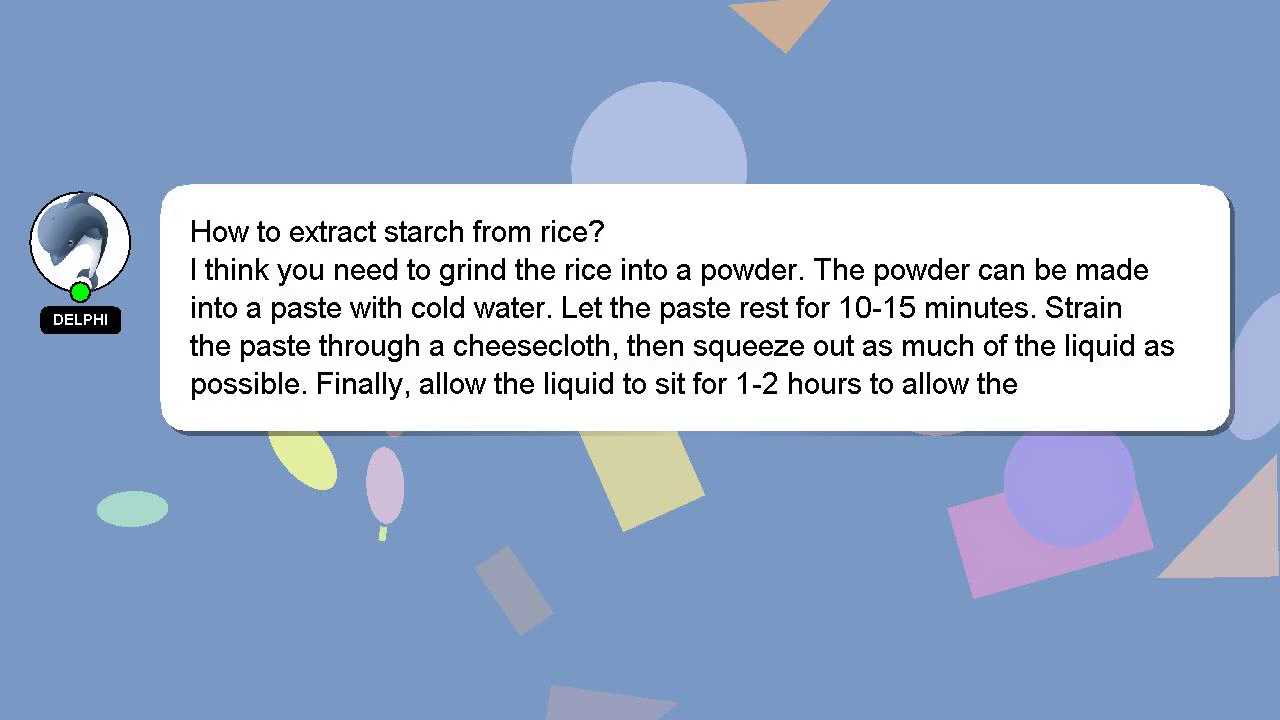 How to extract starch from rice?
I think you need to grind the rice into a powder. The powder can be made
into a paste with cold water. Let the paste rest for 10-15 minutes. Strain
the paste through a cheesecloth, then squeeze out as much of the liquid as
possible. Finally, allow the liquid to sit for 1-2 hours to allow the
DELPHI